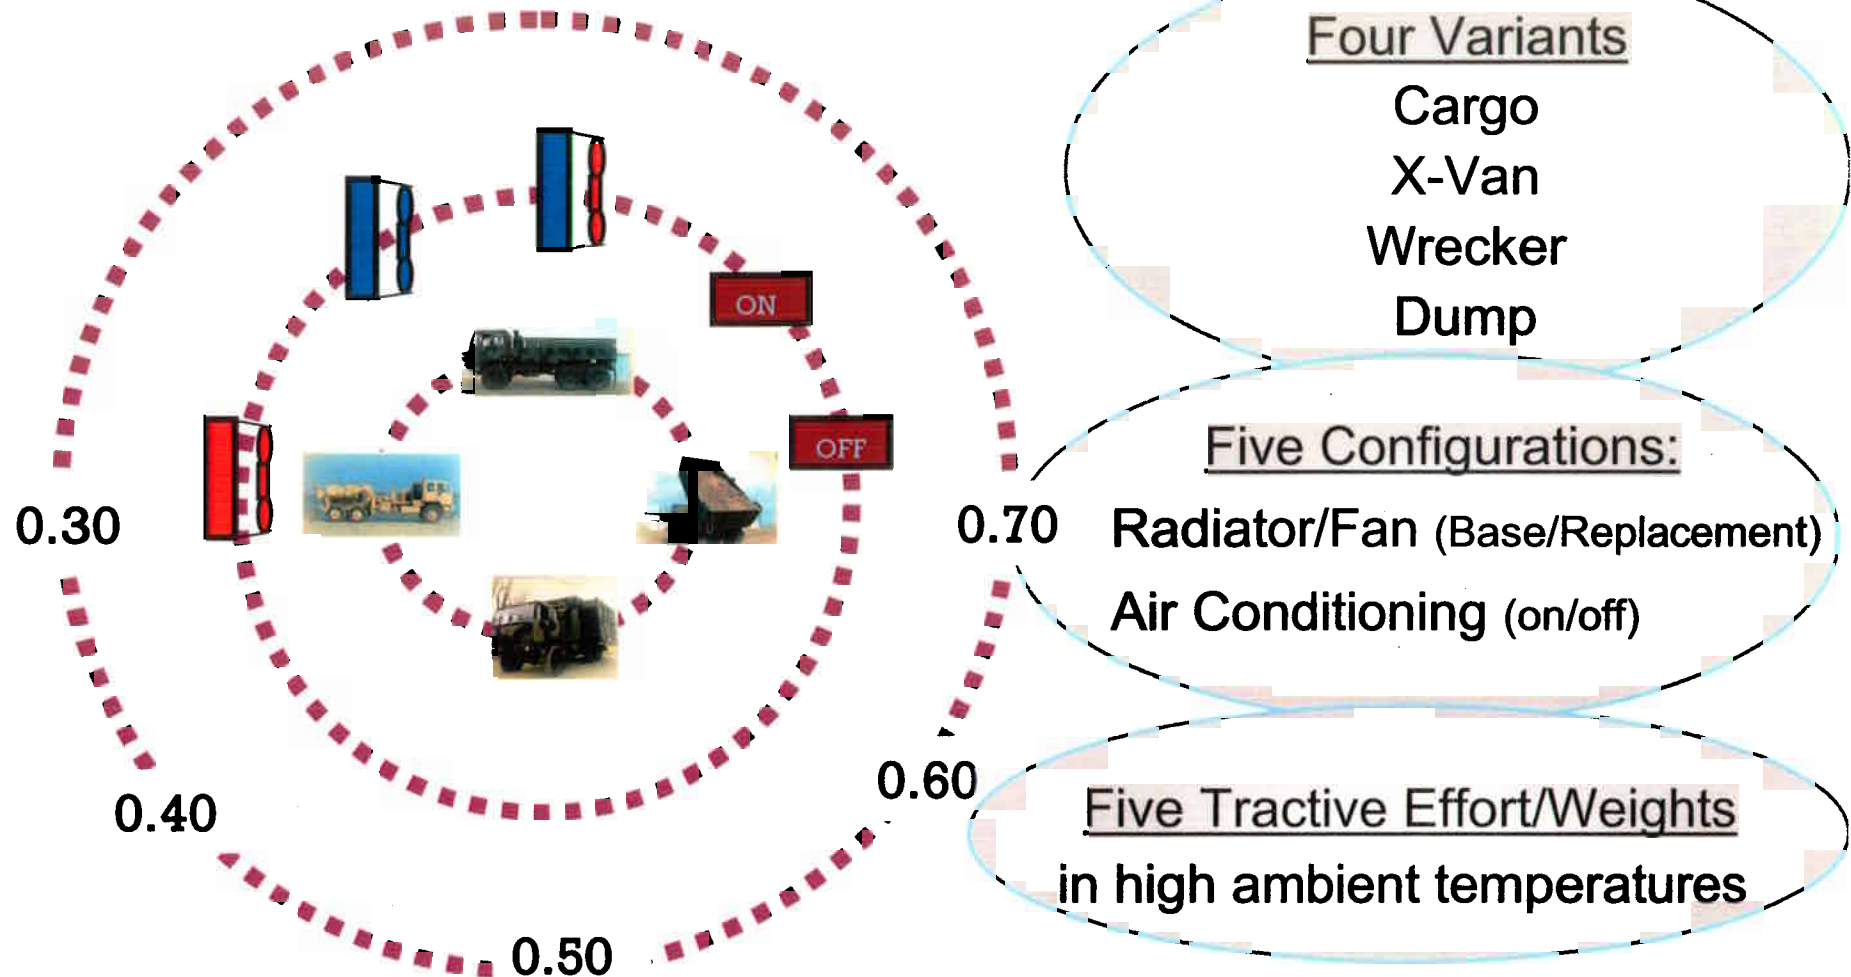 ON
OFF
0.30
0.70
0.40
0.60
0.50
Four Variants
Cargo
X-Van
Wrecker
Dump
Five Configurations:
Radiator/Fan (Base/Replacement)
Air Conditioning (on/off)
Five Tractive Effort/Weights
in high ambient temperatures